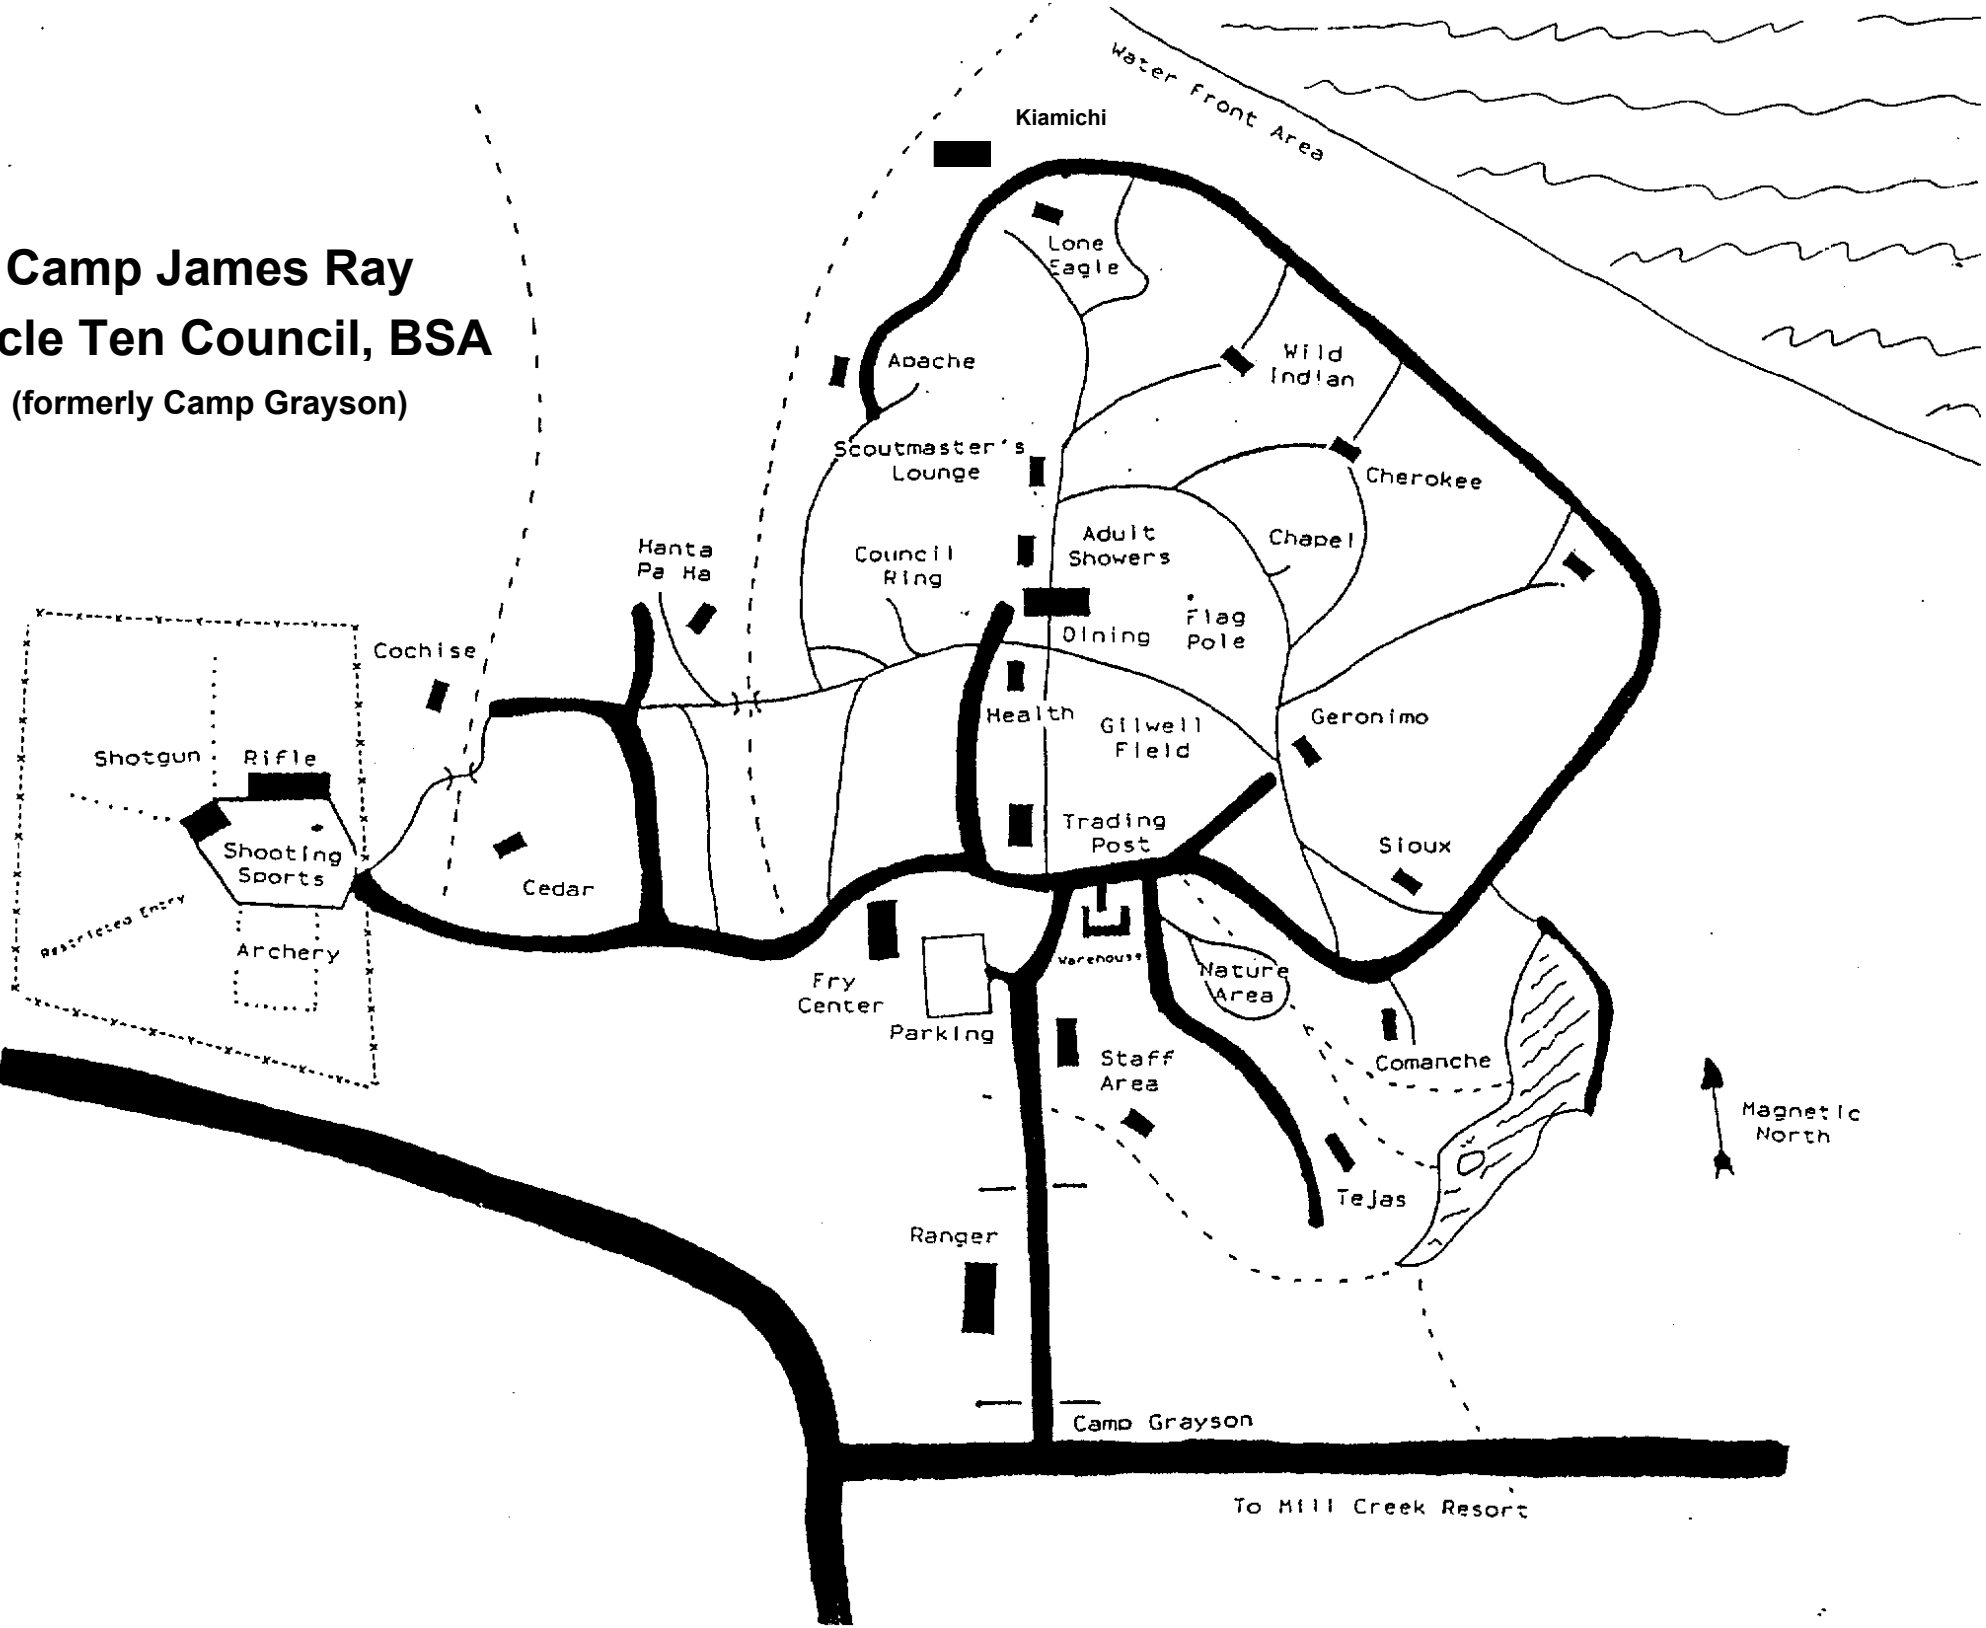 Water Front Area
Kiamichi
Camp James Ray
cle Ten Council, BSA
(formerly Camp Grayson)
Lone
Eagle
Apache
Wild
Indian
Scoutmaster's
Lounge
Cherokee
Adult
Showers
Chapel
Council
Ring
Hanta
Pa Ha
Dining
Flag
Pole
Cochise
Health
Gilwell
Field
Geronimo
Shotgun
Rifle
Trading
Post
Sioux
Shooting
Sports
Cedar
Restricted Entry
Archery
Fry
Center
Parking
Warehouse
Nature
Area
Staff
Area
Comanche
Magnetic
North
Tejas
Ranger
Camp Grayson
To Mill Creek Resort